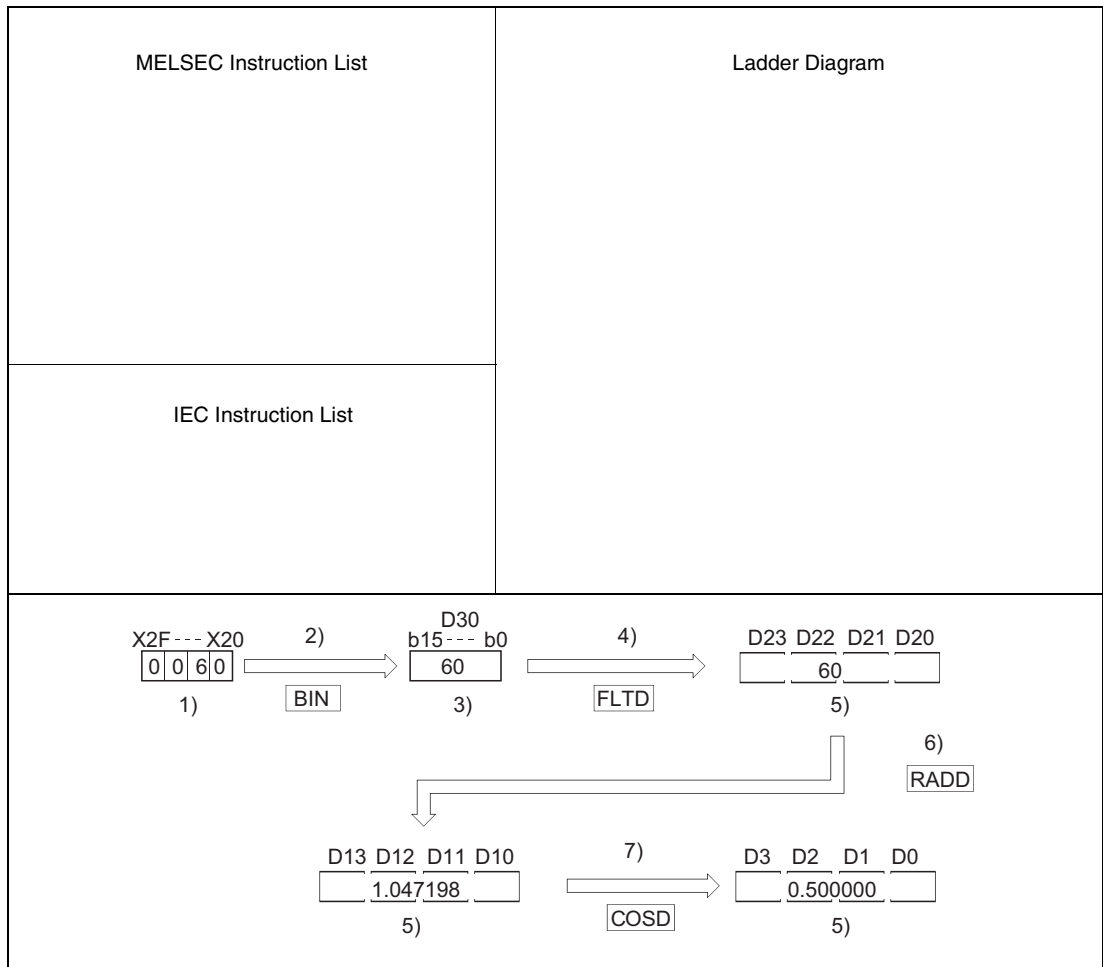 MELSEC Instruction List
Ladder Diagram
IEC Instruction List
D30
X2F --- X20 2) b15 --- b0 4) D23 D22 D21 D20
0 0 6 0 60 60
1) BIN 3) FLTD 5)
6)
RADD
D13 D12 D11 D10 7) D3 D2 D1 D0
1.047198 0.500000
5) COSD 5)